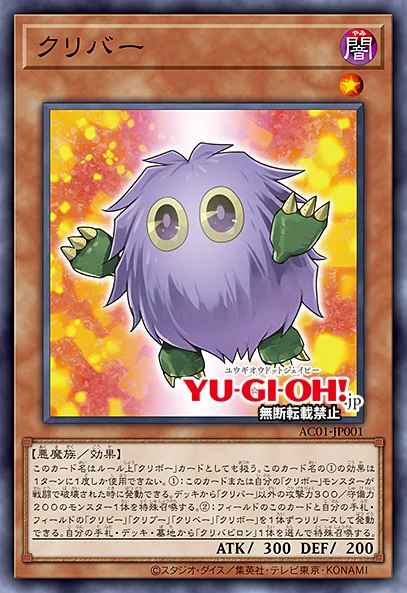 クリバー
闇
ユウギオウドットジェイピー
YU-GI-OH!.jp
無断転載禁止
AC01-JP001
【悪魔族／効果】
このカード名はルール上「クリボー」カードとしても扱う。このカード名の①の効果は
1ターンに1度しか使用できない。①：このカードまたは自分の「クリボー」モンスターが
戦闘で破壊された時に発動できる。デッキから「クリバー」以外の攻撃力300／守備力
200のモンスター1体を特殊召喚する。②：フィールドのこのカードと自分の手札・
フィールドの「クリビー」「クリブー」「クリベー」「クリボー」を1体ずつリリースして発動
できる。自分の手札・デッキ・墓地から「クリバビロン」1体を選んで特殊召喚する。
ATK/ 300 DEF/ 200
©スタジオ・ダイス／集英社・テレビ東京・KONAMI